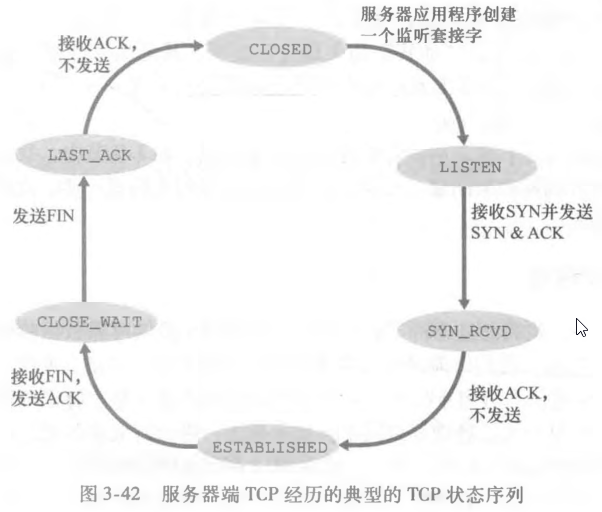 服务器应用程序创建
一个监听套接字
接收ACK,
不发送
CLOSED
LAST_ACK
LISTEN
发送FIN
接收SYN并发送
SYN & ACK
CLOSE_WAIT
SYN_RCVD
接收FIN,
发送ACK
接收ACK,
不发送
ESTABLISHED
图 3-42 服务器端 TCP 经历的典型的 TCP 状态序列